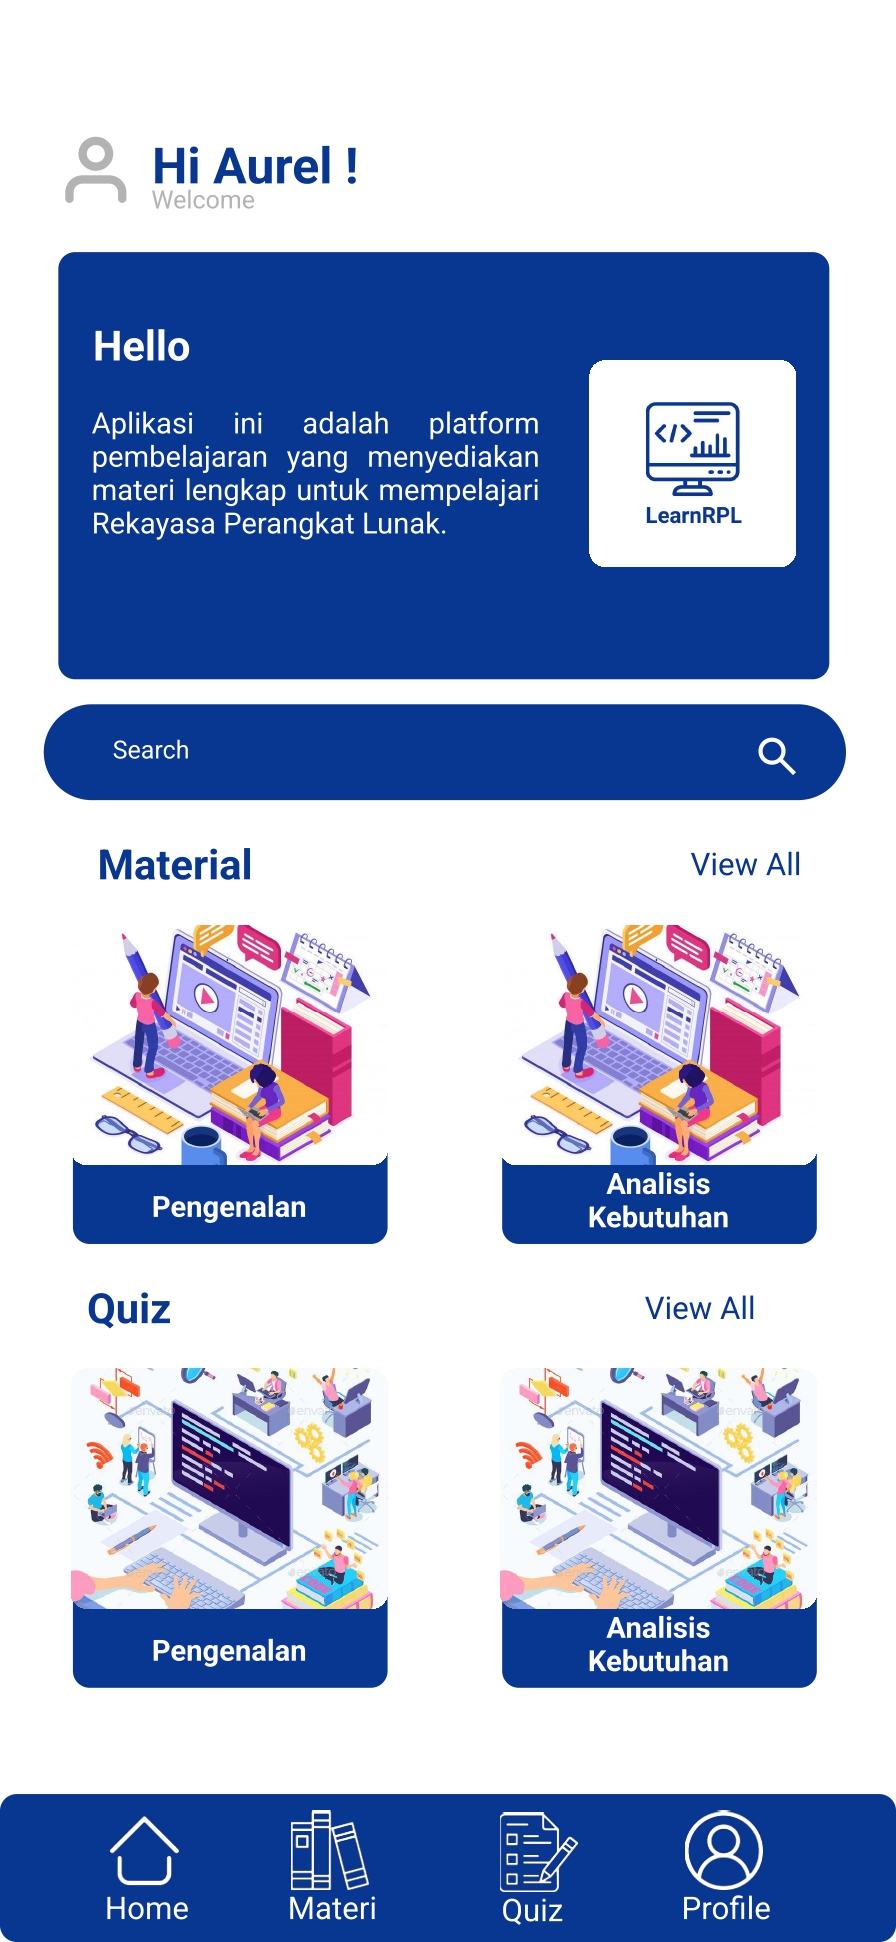 Hi Aurel !
Welcome
Hello
Aplikasi ini adalah platform
pembelajaran yang menyediakan
materi lengkap untuk mempelajari
Rekayasa Perangkat Lunak.
</>
LearnRPL
Search
Material
View All
Pengenalan
Analisis
Kebutuhan
Quiz
View All
Pengenalan
Analisis
Kebutuhan
Home
Materi
Quiz
Profile